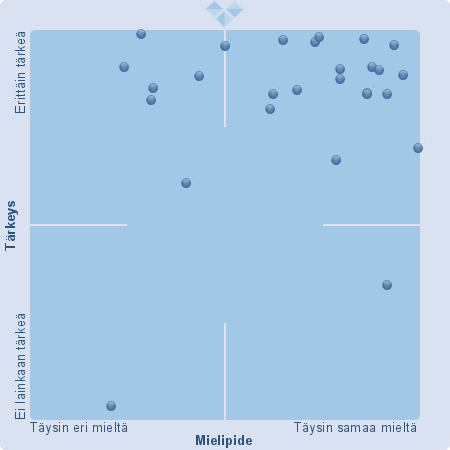 Erittäin tärkeä
Tärkeys
Ei lainkaan tärkeä
Täysin eri mieltä
Täysin samaa mieltä
Mielipide